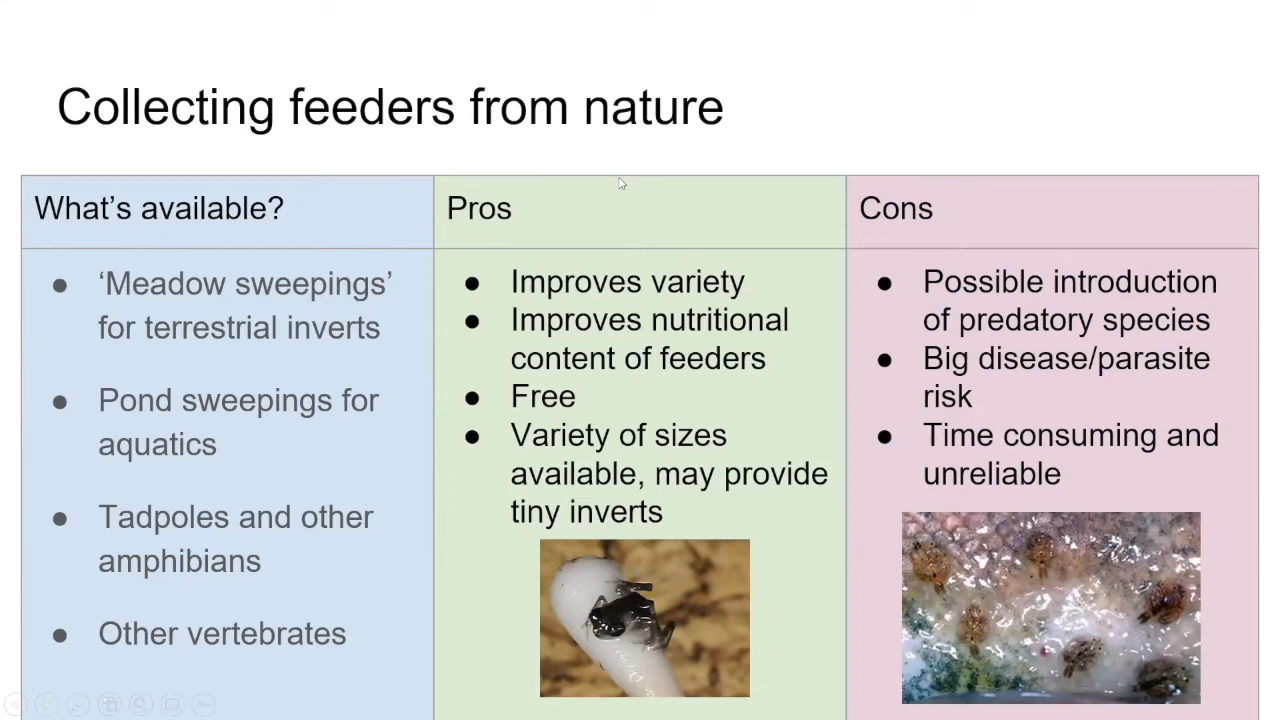 Collecting feeders from nature
What’s available?
‘Meadow sweepings’
for terrestrial inverts
Pond sweepings for
aquatics
Tadpoles and other
amphibians
Other vertebrates
Pros
Improves variety
Improves nutritional
content of feeders
Free
Variety of sizes
available, may provide
tiny inverts
Cons
Possible introduction
of predatory species
Big disease/parasite
risk
Time consuming and
unreliable